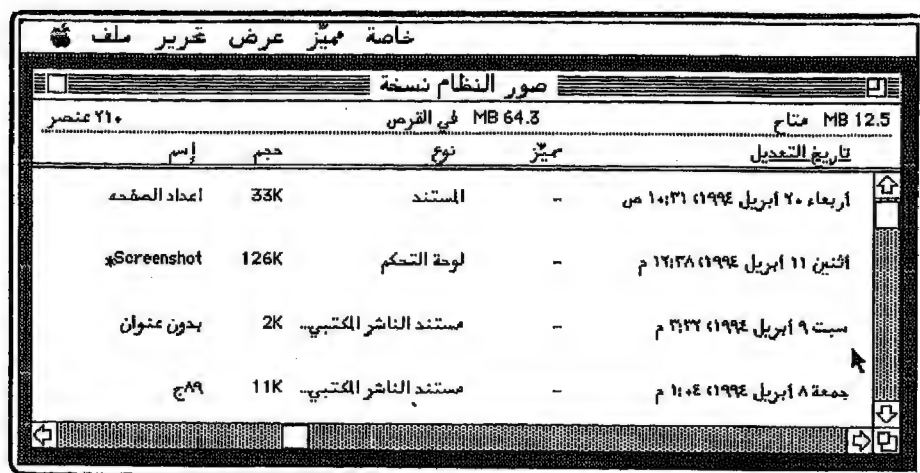 خاصة مميّز عرض تحرير ملف
صور النظام نسخة
12.5 MB متاح 64.3 MB في القرص ٢١٠ عنصر
تاريخ التعديل مميّز نوع حجم إسم
أربعاء ٢٠ أبريل ١٩٩٤، ١٠:٣١ ص - المستند 33K اعداد الصفحه
أثنين ١١ أبريل ١٩٩٤، ١٢:٣٨ م - لوحة التحكم 126K Screenshot*
سبت ٩ أبريل ١٩٩٤، ٣:٣٢ م - مستند الناشر المكتبي... 2K بدون عنوان
جمعة ٨ أبريل ١٩٩٤، ١:٠٤ م - مستند الناشر المكتبي... 11K ٨٩ج